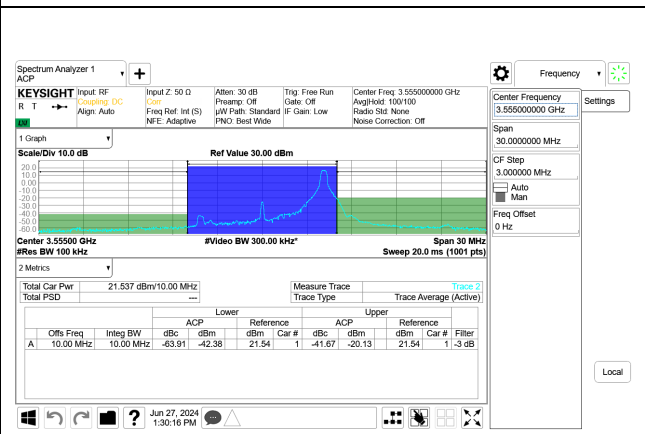 Spectrum Analyzer 1
ACP
+
Frequency
KEYSIGHT
R T
LXI
Input: RF
Coupling: DC
Align: Auto
Input Z: 50 Ω
Corr
Freq Ref: Int (S)
NFE: Adaptive
Atten: 30 dB
Preamp: Off
µW Path: Standard
PNO: Best Wide
Trig: Free Run
Gate: Off
IF Gain: Low
Center Freq: 3.555000000 GHz
Avg|Hold: 100/100
Radio Std: None
Noise Correction: Off
Center Frequency
3.555000000 GHz
Settings
Span
30.0000000 MHz
CF Step
3.000000 MHz
Auto
Man
Freq Offset
0 Hz
Local
1 Graph
Scale/Div 10.0 dB
Ref Value 30.00 dBm
20.0
10.0
0.00
-10.0
-20.0
-30.0
-40.0
-50.0
-60.0
Center 3.55500 GHz
#Video BW 300.00 kHz*
Span 30 MHz
#Res BW 100 kHz
Sweep 20.0 ms (1001 pts)
2 Metrics
Total Car Pwr 21.537 dBm/10.00 MHz
Total PSD ---
Measure Trace Trace 2
Trace Type Trace Average (Active)
Lower Upper
ACP Reference ACP Reference
Offs Freq Integ BW dBc dBm dBm Car # dBc dBm dBm Car # Filter
A 10.00 MHz 10.00 MHz -63.91 -42.38 21.54 1 -41.67 -20.13 21.54 1 -3 dB
?
Jun 27, 2024
1:30:16 PM